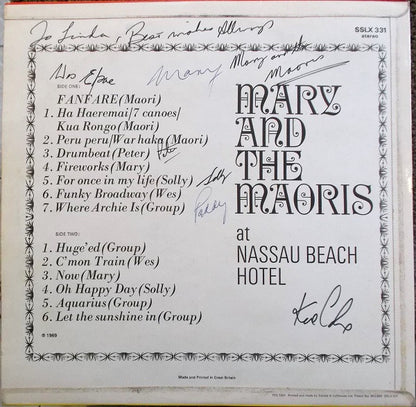 SSLX 331
stereo
To Linda, Best wishes Always
Mary and the
Maoris
Wes
Mary
SIDE ONE:
FANFARE (Maori)
1. Ha Haeremai/7 canoes/
Kua Rongo (Maori)
2. Peru peru/War haka (Maori)
3. Drumbeat (Peter)
Pete
4. Fireworks (Mary)
5. For once in my life (Solly)
Solly
6. Funky Broadway (Wes)
Paddy
7. Where Archie Is (Group)
SIDE TWO:
1. Huge'ed (Group)
2. C'mon Train (Wes)
3. Now (Mary)
4. Oh Happy Day (Solly)
5. Aquarius (Group)
6. Let the sunshine in (Group)
℗ 1969
MARY
AND
THE
MAORIS
at
NASSAU BEACH
HOTEL
Made and Printed in Great Britain